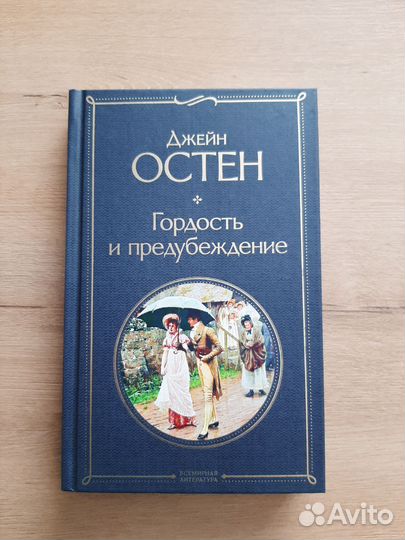 Джейн
ОСТЕН
Гордость
и предубеждение
ВСЕМИРНАЯ
ЛИТЕРАТУРА
Avito